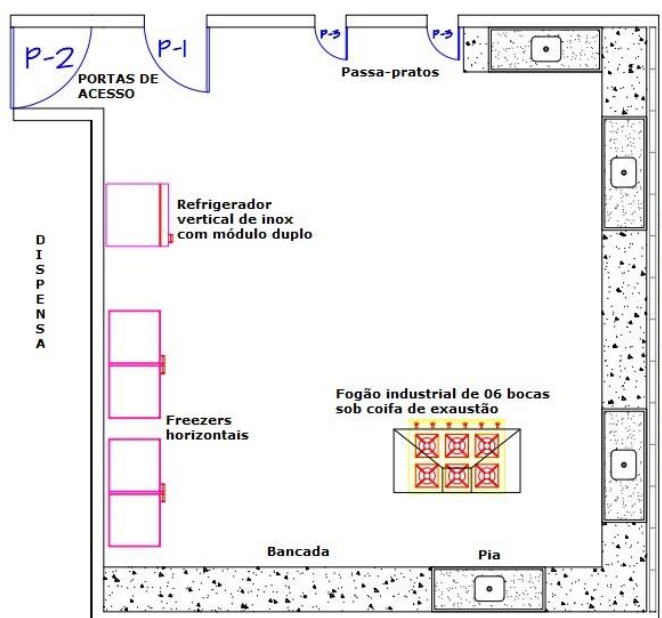 P-2
P-1
P-3
P-3
PORTAS DE
ACESSO
Passa-pratos
Refrigerador
vertical de inox
com módulo duplo
DISPENSA
Fogão industrial de 06 bocas
sob coifa de exaustão
Freezers
horizontais
Bancada
Pia